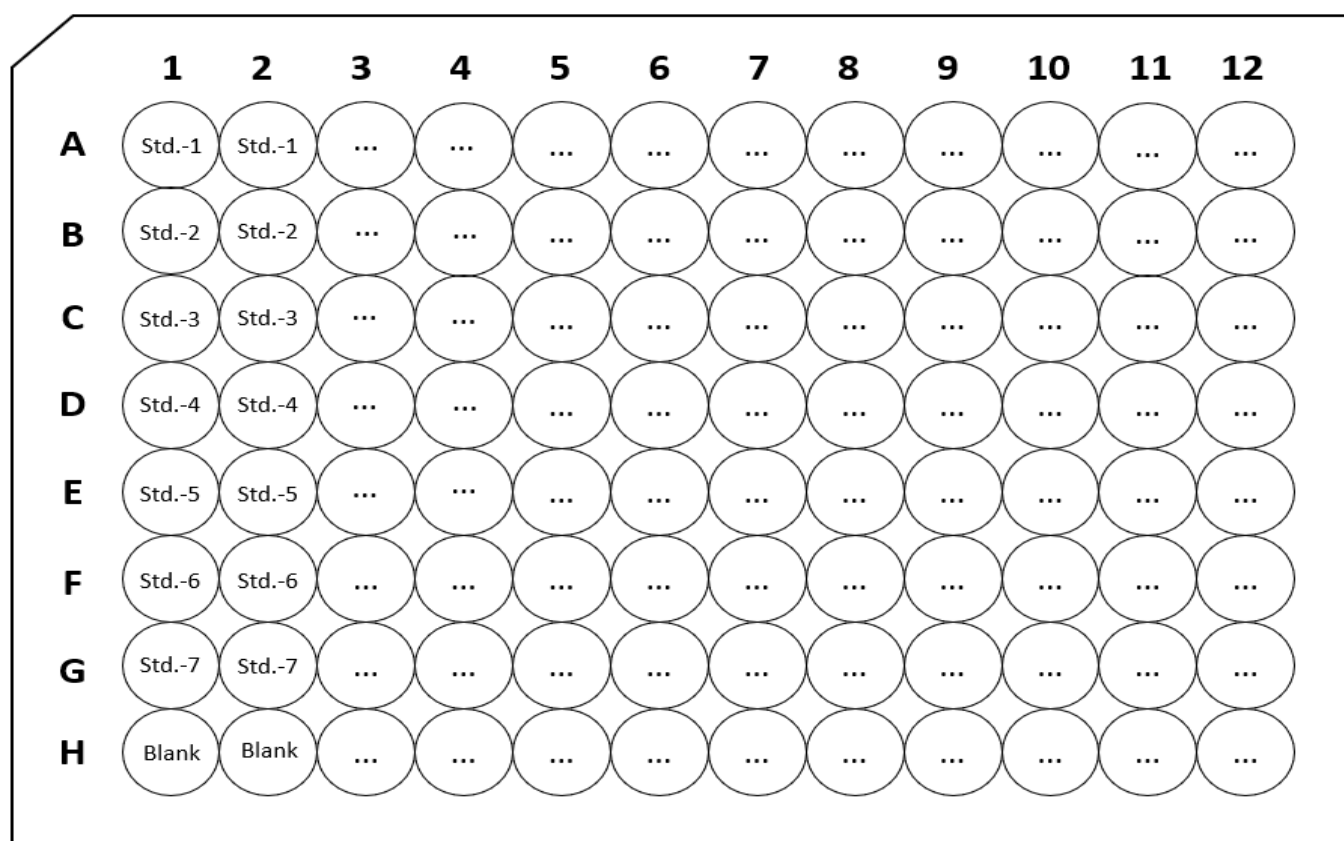 1 2 3 4 5 6 7 8 9 10 11 12
A Std.-1 Std.-1 ... ... ... ... ... ... ... ... ... ...
B Std.-2 Std.-2 ... ... ... ... ... ... ... ... ... ...
C Std.-3 Std.-3 ... ... ... ... ... ... ... ... ... ...
D Std.-4 Std.-4 ... ... ... ... ... ... ... ... ... ...
E Std.-5 Std.-5 ... ... ... ... ... ... ... ... ... ...
F Std.-6 Std.-6 ... ... ... ... ... ... ... ... ... ...
G Std.-7 Std.-7 ... ... ... ... ... ... ... ... ... ...
H Blank Blank ... ... ... ... ... ... ... ... ... ...